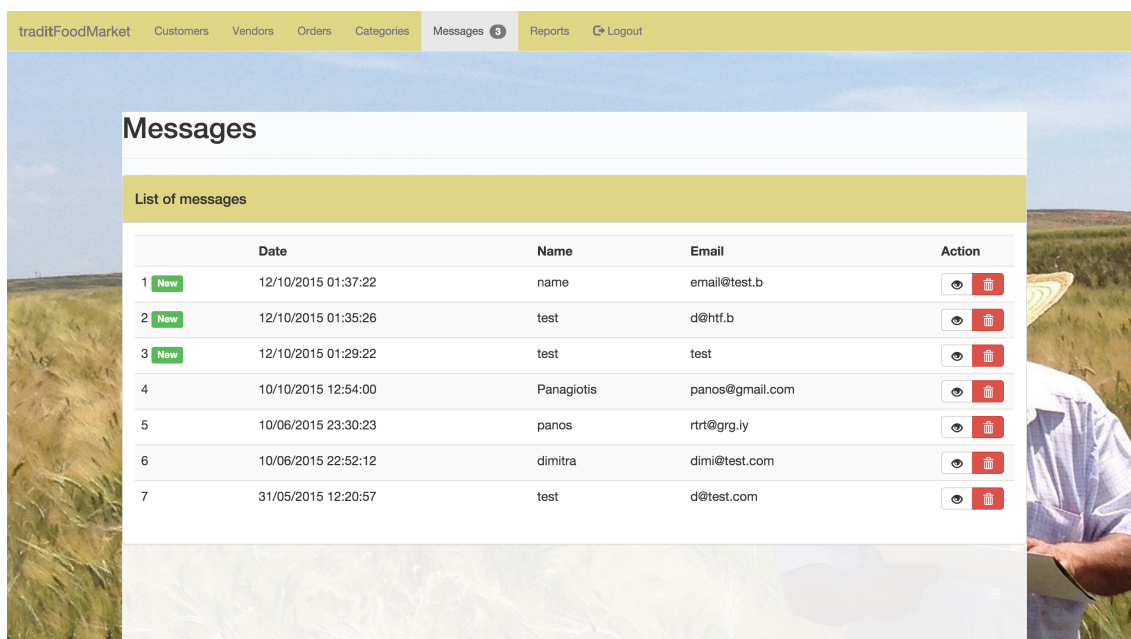 traditFoodMarket Customers Vendors Orders Categories Messages 3 Reports Logout
Messages
List of messages
Date Name Email Action
1 New 12/10/2015 01:37:22 name email@test.b
2 New 12/10/2015 01:35:26 test d@htf.b
3 New 12/10/2015 01:29:22 test test
4 10/10/2015 12:54:00 Panagiotis panos@gmail.com
5 10/06/2015 23:30:23 panos rtrt@grg.iy
6 10/06/2015 22:52:12 dimitra dimi@test.com
7 31/05/2015 12:20:57 test d@test.com